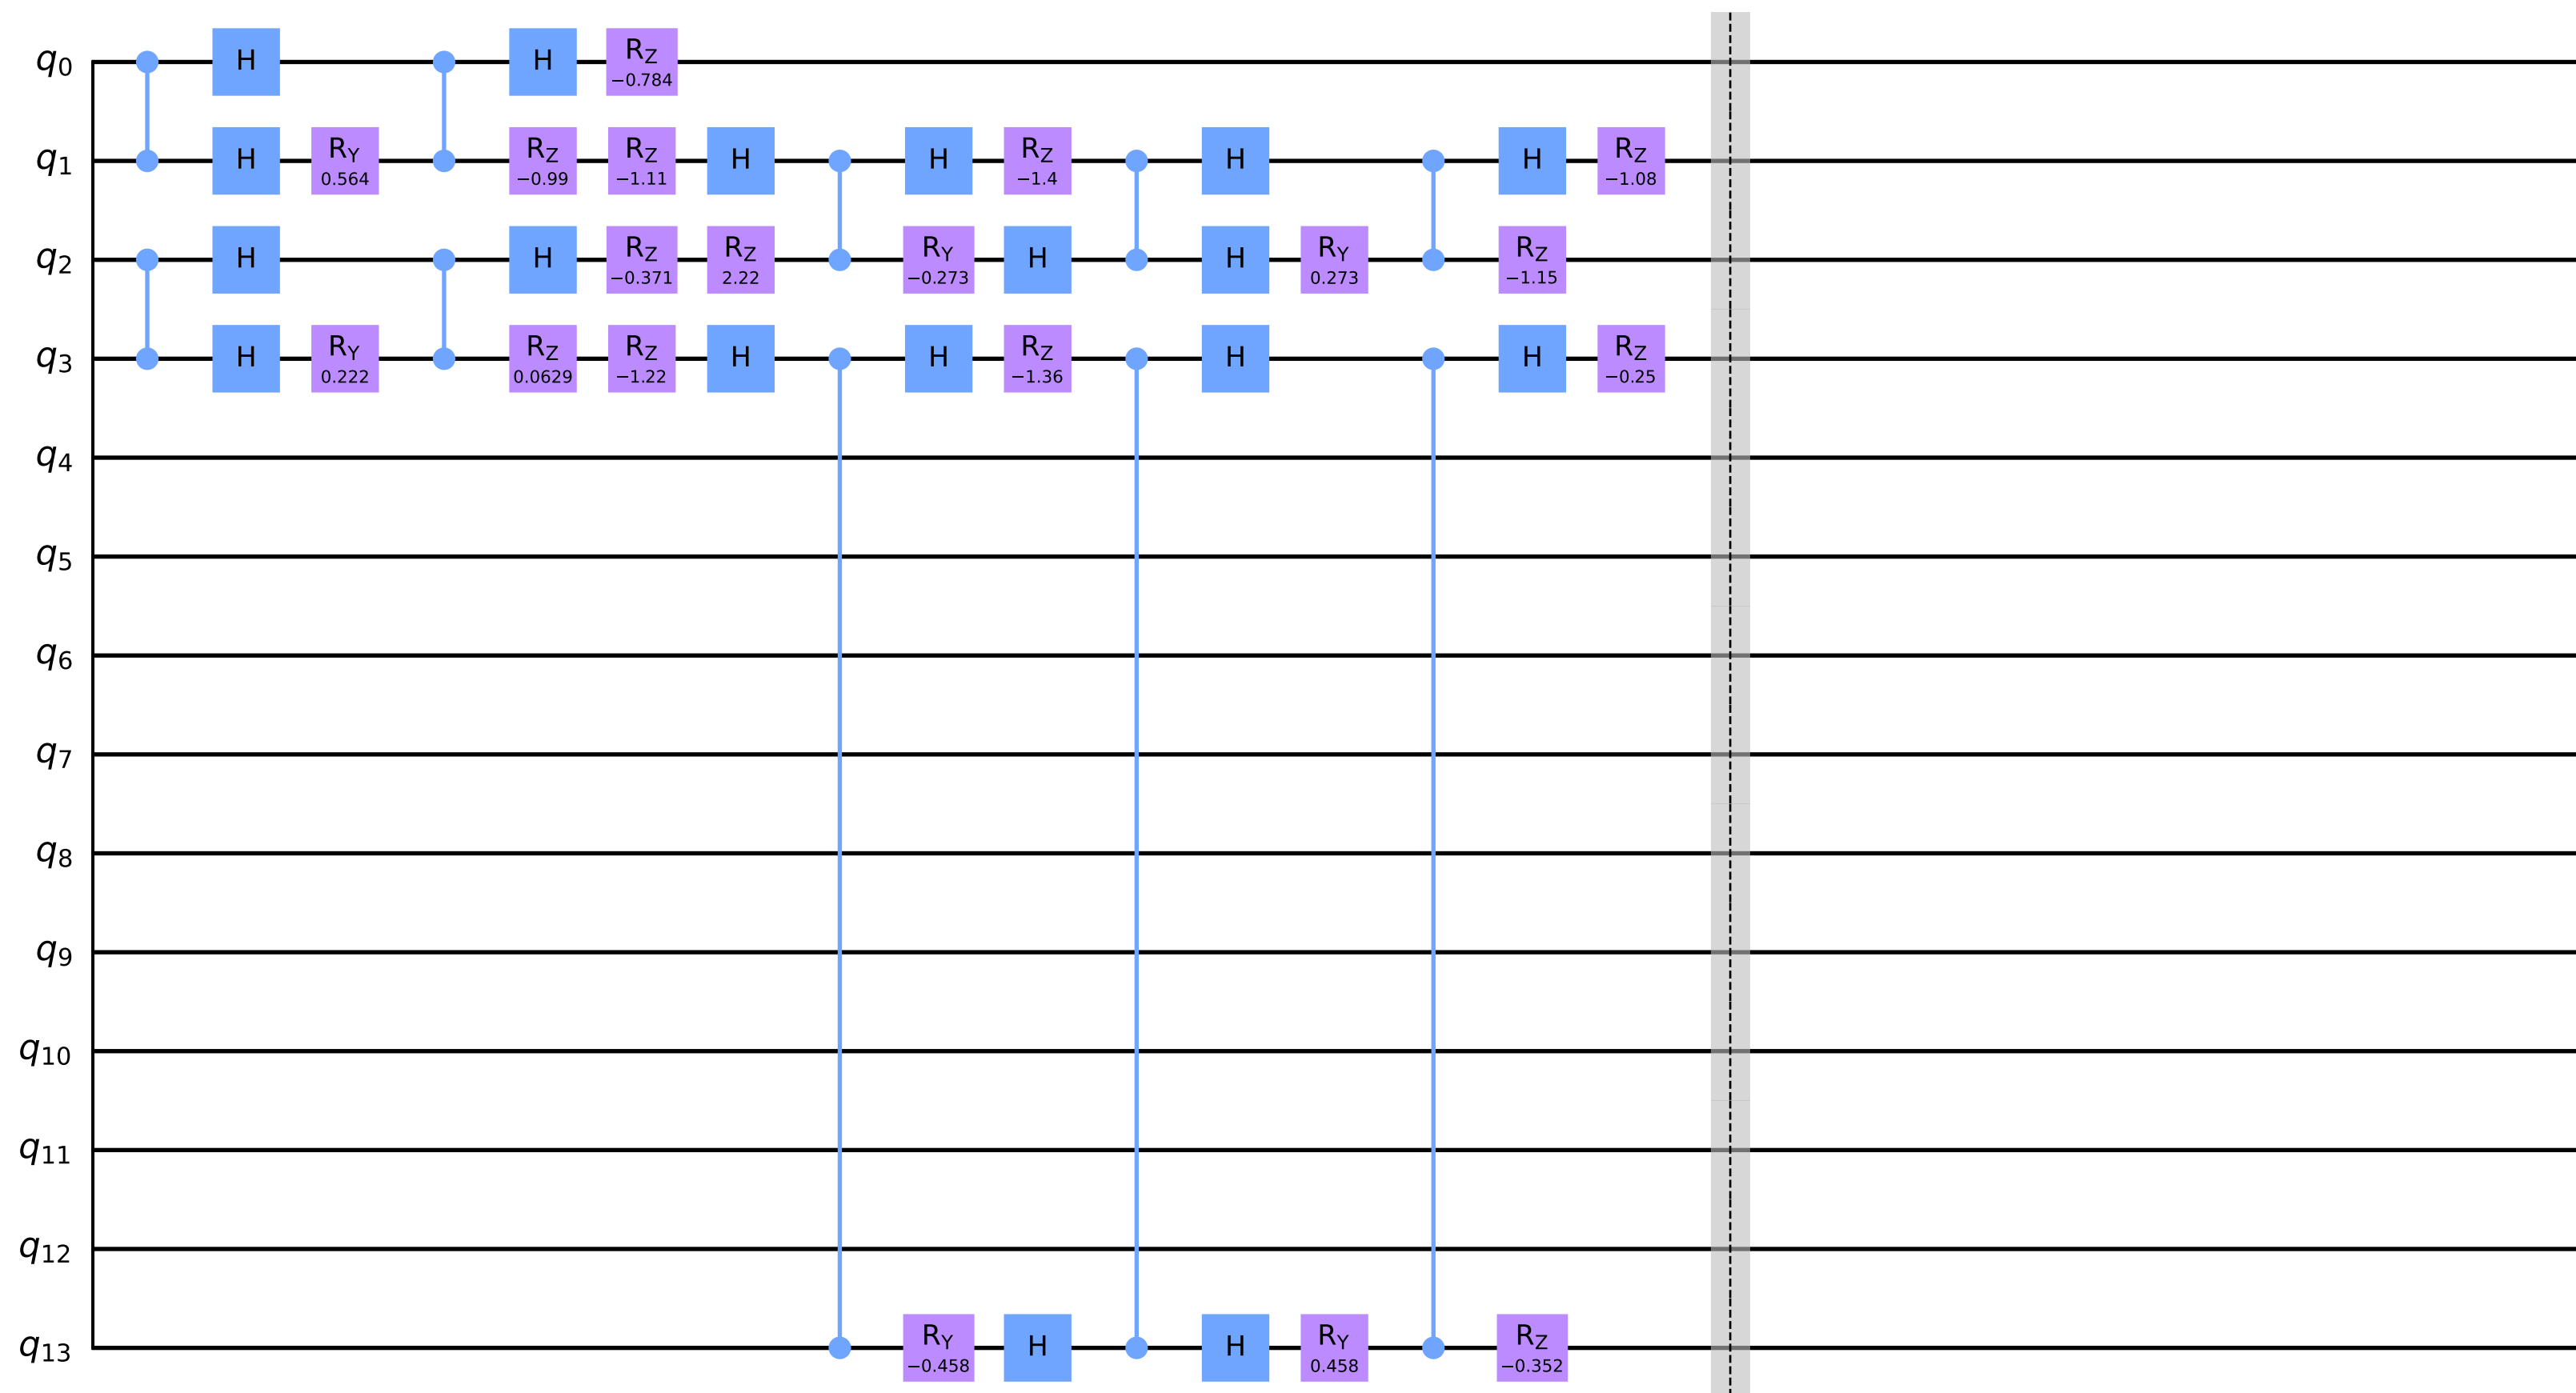 q0 H H RZ −0.784
q1 H RY 0.564 RZ −0.99 RZ −1.11 H H RZ −1.4 H H RZ −1.08
q2 H H RZ −0.371 RZ 2.22 RY −0.273 H H RY 0.273 RZ −1.15
q3 H RY 0.222 RZ 0.0629 RZ −1.22 H H RZ −1.36 H H RZ −0.25
q4
q5
q6
q7
q8
q9
q10
q11
q12
q13 RY −0.458 H H RY 0.458 RZ −0.352